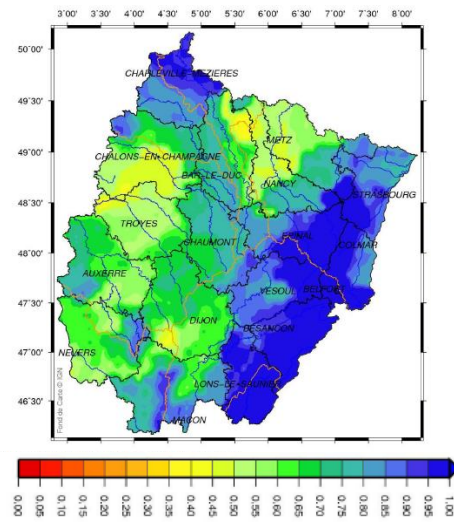 3°00' 3°30' 4°00' 4°30' 5°00' 5°30' 6°00' 6°30' 7°00' 7°30' 8°00'
50°00'
CHARLEVILLE-MEZIERES
49°30'
METZ
49°00'
CHALONS-EN-CHAMPAGNE
BAR-LE-DUC
NANCY
STRASBOURG
48°30'
TROYES
EPINAL
CHAUMONT
COLMAR
48°00'
AUXERRE
VESOUL
BELFORT
47°30'
DIJON
BESANCON
NEVERS
47°00'
LONS-LE-SAUNIER
46°30'
MACON
Fond de Carte © IGN
0.00 0.05 0.10 0.15 0.20 0.25 0.30 0.35 0.40 0.45 0.50 0.55 0.60 0.65 0.70 0.75 0.80 0.85 0.90 0.95 1.00